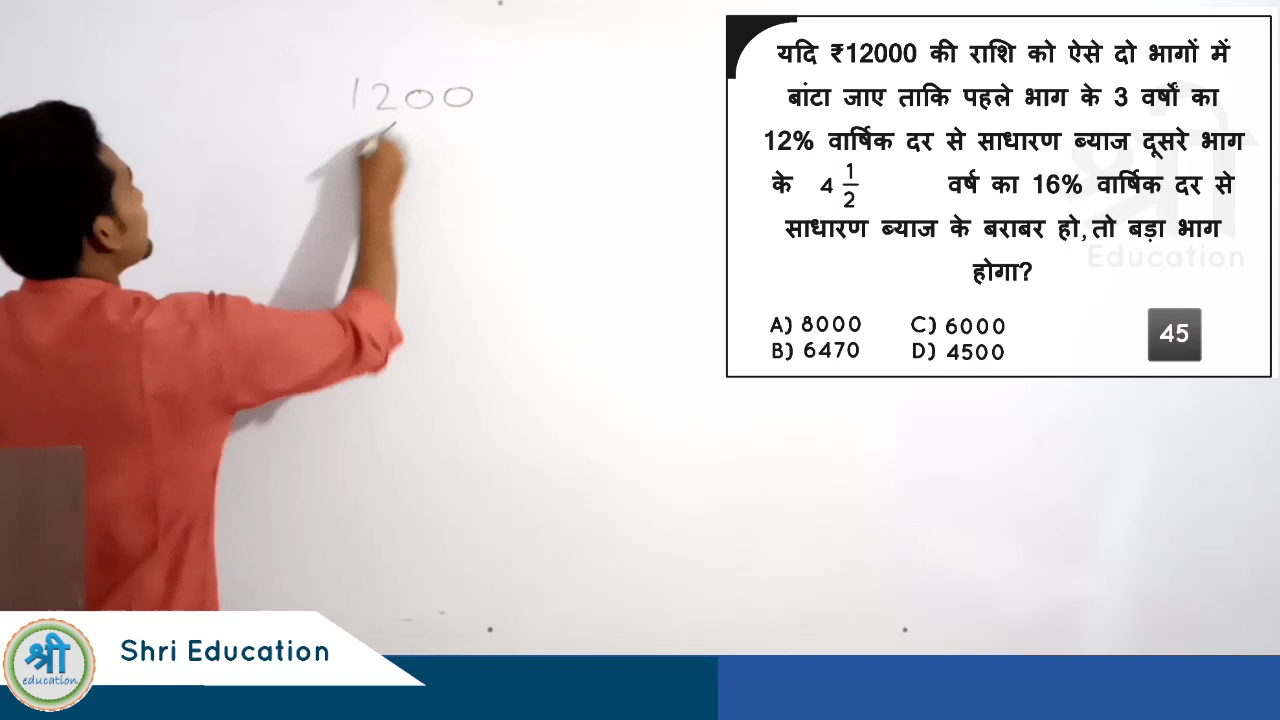 1200
यदि ₹12000 की राशि को ऐसे दो भागों में
बांटा जाए ताकि पहले भाग के 3 वर्षों का
12% वार्षिक दर से साधारण ब्याज दूसरे भाग
के 4 1/2 वर्ष का 16% वार्षिक दर से
साधारण ब्याज के बराबर हो,तो बड़ा भाग
होगा?
A) 8000 C) 6000
B) 6470 D) 4500
45
श्री
Education
श्री
education
Shri Education